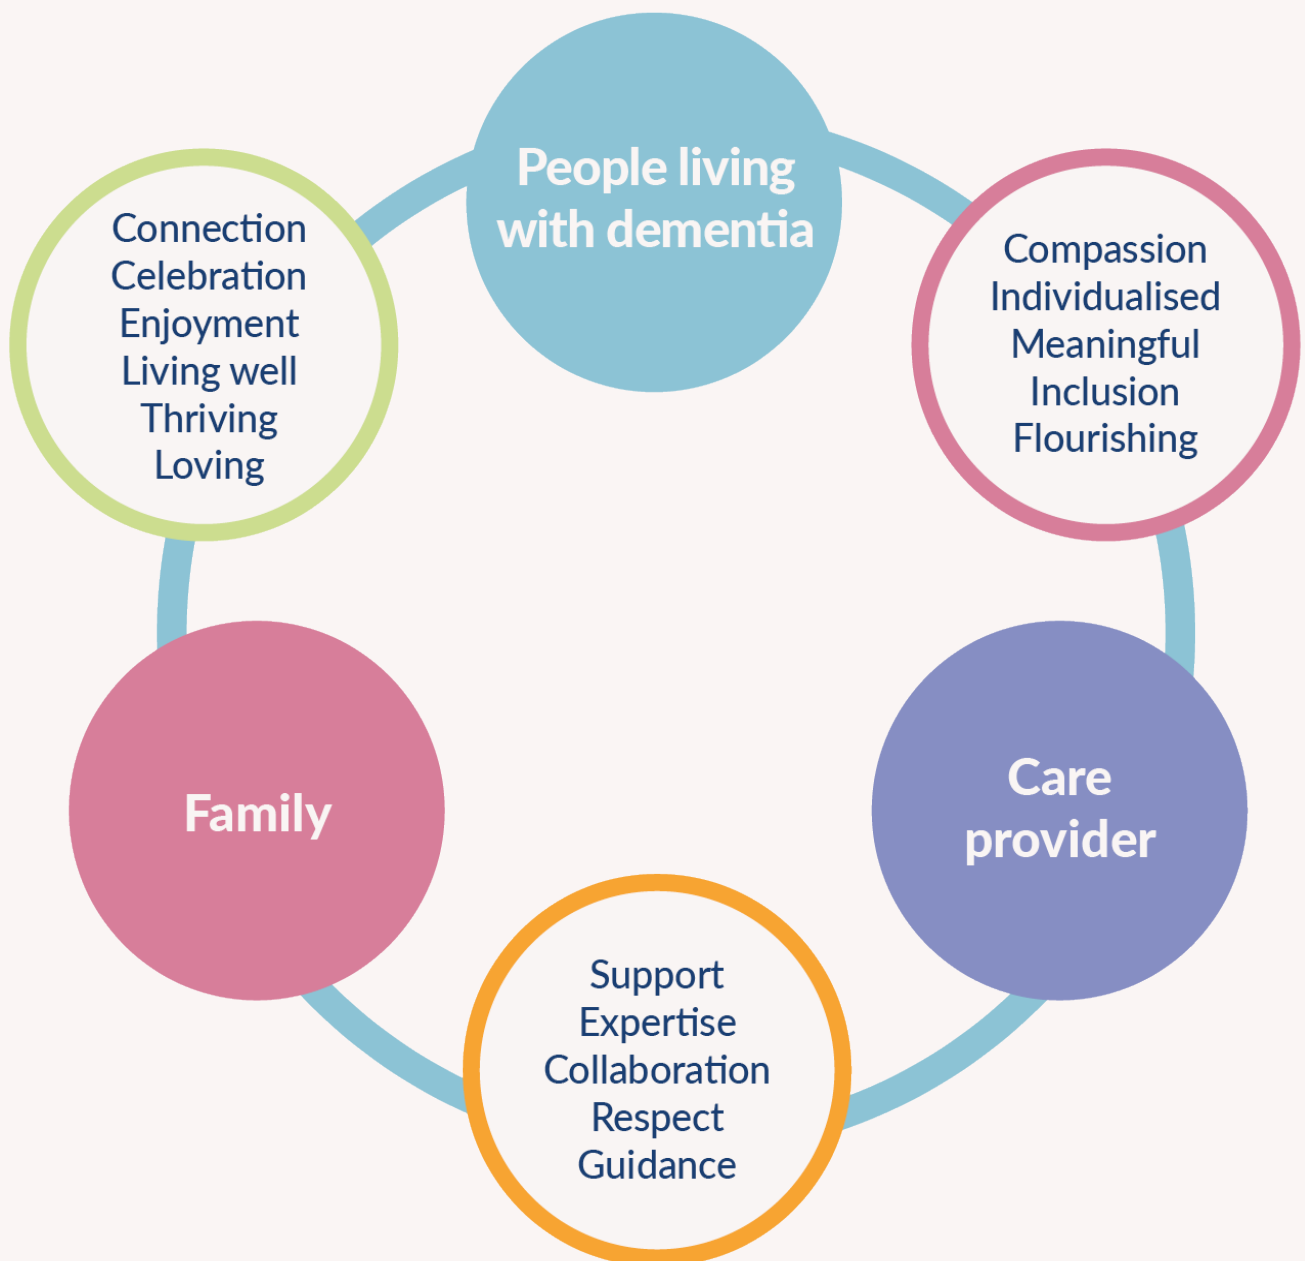 People living
with dementia
Connection
Celebration
Enjoyment
Living well
Thriving
Loving
Compassion
Individualised
Meaningful
Inclusion
Flourishing
Family
Care
provider
Support
Expertise
Collaboration
Respect
Guidance